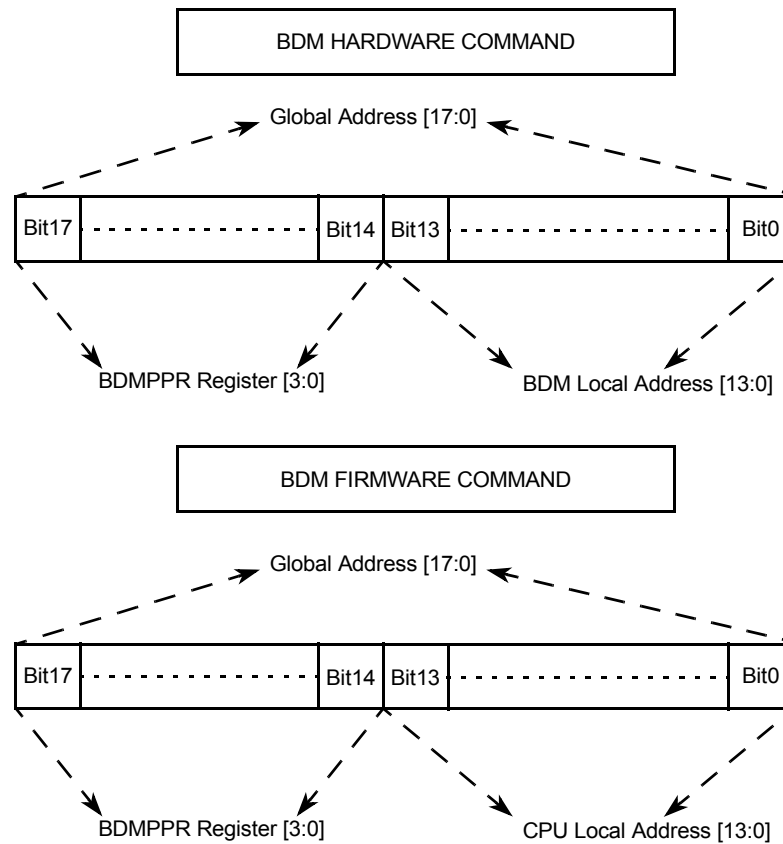 BDM HARDWARE COMMAND
Global Address [17:0]
Bit17 Bit14 Bit13 Bit0
BDMPPR Register [3:0] BDM Local Address [13:0]
BDM FIRMWARE COMMAND
Global Address [17:0]
Bit17 Bit14 Bit13 Bit0
BDMPPR Register [3:0] CPU Local Address [13:0]